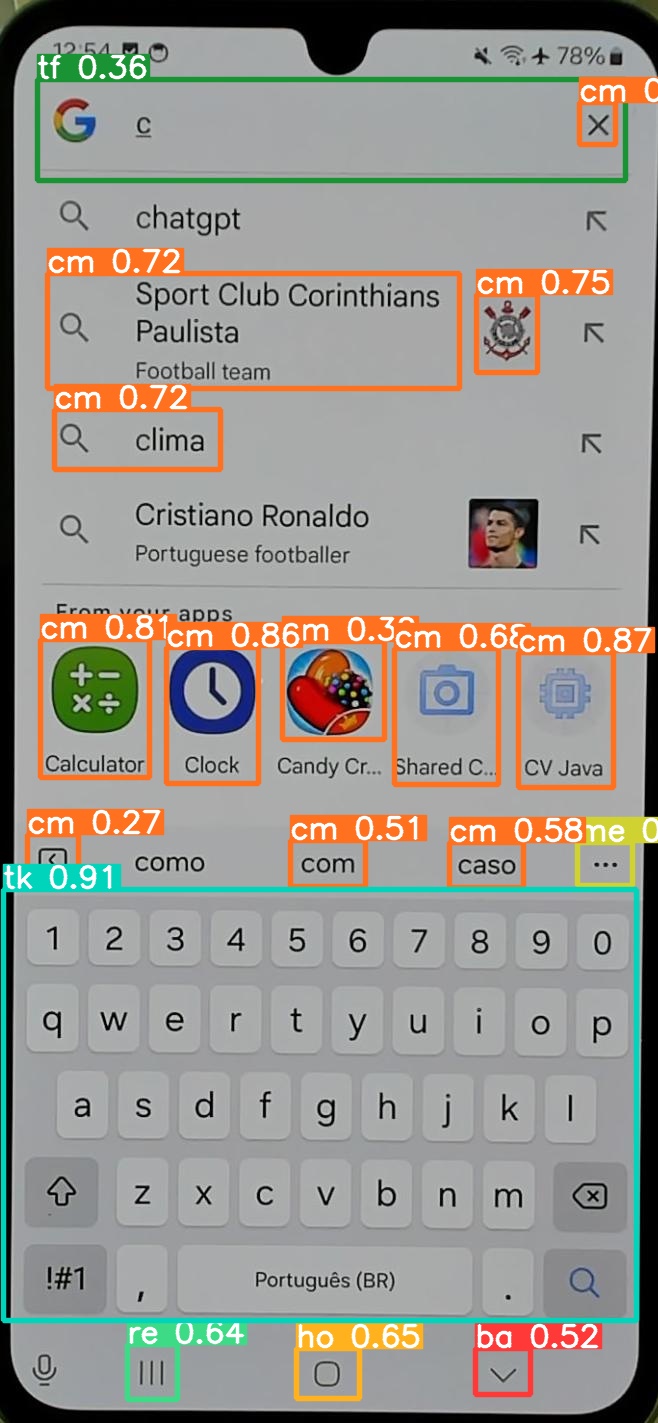 12:54 78%
tf 0.36
cm 0
c
chatgpt
cm 0.72
cm 0.75
Sport Club Corinthians
Paulista
Football team
cm 0.72
clima
Cristiano Ronaldo
Portuguese footballer
From your apps
cm 0.81 cm 0.86 m 0.3 cm 0.68 cm 0.87
Calculator Clock Candy Cr... Shared C... CV Java
cm 0.27 cm 0.51 cm 0.58 me 0
como com caso ...
tk 0.91
1 2 3 4 5 6 7 8 9 0
q w e r t y u i o p
a s d f g h j k l
z x c v b n m
!#1 , Português (BR) .
re 0.64 ho 0.65 ba 0.52